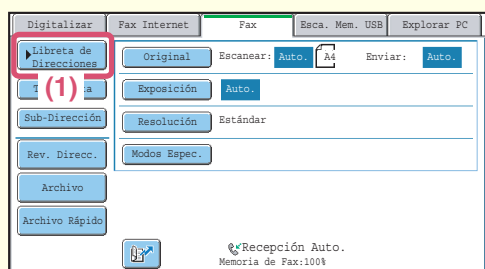 Digitalizar Fax Internet Fax Esca. Mem. USB Explorar PC
Libreta de
Direcciones
Original Escanear: Auto. A4 Enviar: Auto.
(1)
Exposición Auto.
Sub-Dirección
Resolución Estándar
Rev. Direcc.
Modos Espec.
Archivo
Archivo Rápido
Recepción Auto.
Memoria de Fax:100%